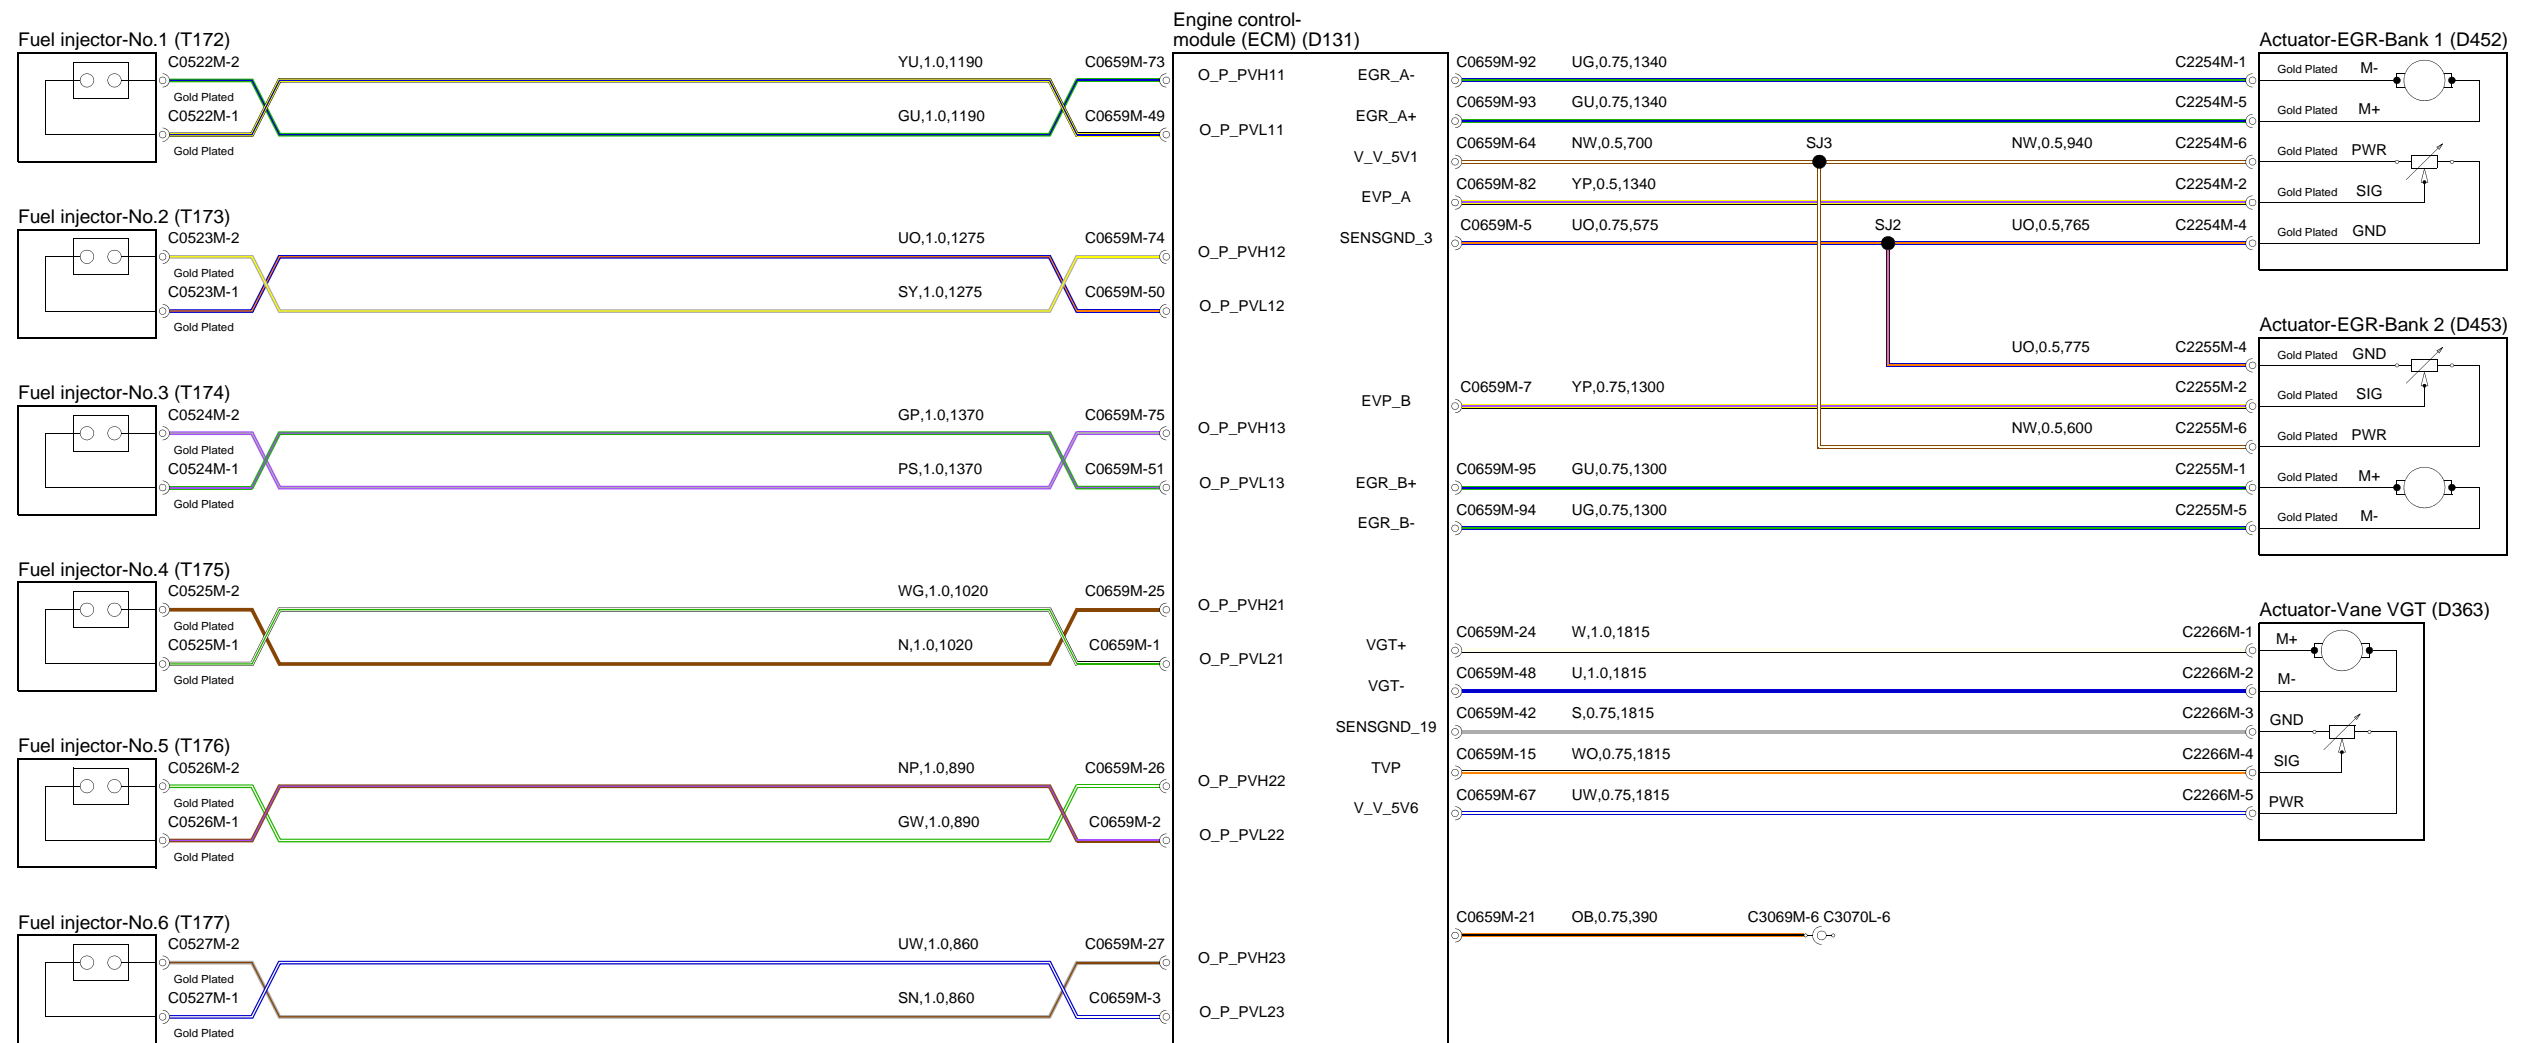 Fuel injector-No.1 (T172)
C0522M-2
Gold Plated
C0522M-1
Gold Plated
YU,1.0,1190
GU,1.0,1190
C0659M-73
C0659M-49
Fuel injector-No.2 (T173)
C0523M-2
Gold Plated
C0523M-1
Gold Plated
UO,1.0,1275
SY,1.0,1275
C0659M-74
C0659M-50
Fuel injector-No.3 (T174)
C0524M-2
Gold Plated
C0524M-1
Gold Plated
GP,1.0,1370
PS,1.0,1370
C0659M-75
C0659M-51
Fuel injector-No.4 (T175)
C0525M-2
Gold Plated
C0525M-1
Gold Plated
WG,1.0,1020
N,1.0,1020
C0659M-25
C0659M-1
Fuel injector-No.5 (T176)
C0526M-2
Gold Plated
C0526M-1
Gold Plated
NP,1.0,890
GW,1.0,890
C0659M-26
C0659M-2
Fuel injector-No.6 (T177)
C0527M-2
Gold Plated
C0527M-1
Gold Plated
UW,1.0,860
SN,1.0,860
C0659M-27
C0659M-3
Engine control-
module (ECM) (D131)
O_P_PVH11
O_P_PVL11
O_P_PVH12
O_P_PVL12
O_P_PVH13
O_P_PVL13
O_P_PVH21
O_P_PVL21
O_P_PVH22
O_P_PVL22
O_P_PVH23
O_P_PVL23
EGR_A-
EGR_A+
V_V_5V1
EVP_A
SENSGND_3
EVP_B
EGR_B+
EGR_B-
VGT+
VGT-
SENSGND_19
TVP
V_V_5V6
C0659M-92 UG,0.75,1340 C2254M-1
C0659M-93 GU,0.75,1340 C2254M-5
C0659M-64 NW,0.5,700 SJ3 NW,0.5,940 C2254M-6
C0659M-82 YP,0.5,1340 C2254M-2
C0659M-5 UO,0.75,575 SJ2 UO,0.5,765 C2254M-4
UO,0.5,775 C2255M-4
C0659M-7 YP,0.75,1300 C2255M-2
NW,0.5,600 C2255M-6
C0659M-95 GU,0.75,1300 C2255M-1
C0659M-94 UG,0.75,1300 C2255M-5
C0659M-24 W,1.0,1815 C2266M-1
C0659M-48 U,1.0,1815 C2266M-2
C0659M-42 S,0.75,1815 C2266M-3
C0659M-15 WO,0.75,1815 C2266M-4
C0659M-67 UW,0.75,1815 C2266M-5
C0659M-21 OB,0.75,390 C3069M-6 C3070L-6
Actuator-EGR-Bank 1 (D452)
Gold Plated M-
Gold Plated M+
Gold Plated PWR
Gold Plated SIG
Gold Plated GND
Actuator-EGR-Bank 2 (D453)
Gold Plated GND
Gold Plated SIG
Gold Plated PWR
Gold Plated M+
Gold Plated M-
Actuator-Vane VGT (D363)
M+
M-
GND
SIG
PWR